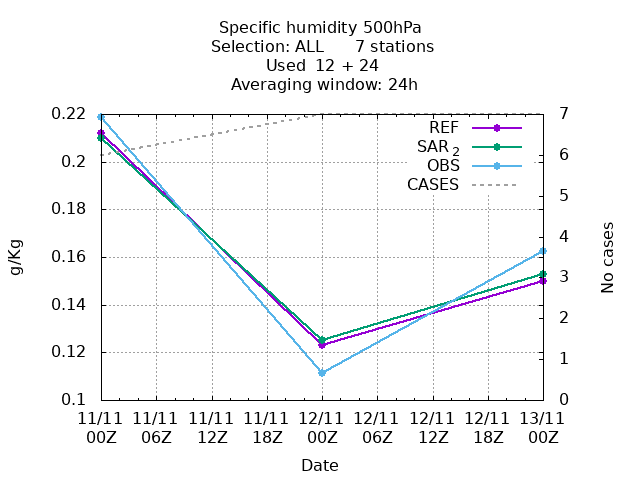 Specific humidity 500hPa
Selection: ALL 7 stations
Used 12 + 24
Averaging window: 24h
0.22
0.2
0.18
0.16
0.14
0.12
0.1
7
6
5
4
3
2
1
0
REF
SAR 2
OBS
CASES
g/Kg
No cases
11/11 11/11 11/11 11/11 12/11 12/11 12/11 12/11 13/11
00Z 06Z 12Z 18Z 00Z 06Z 12Z 18Z 00Z
Date